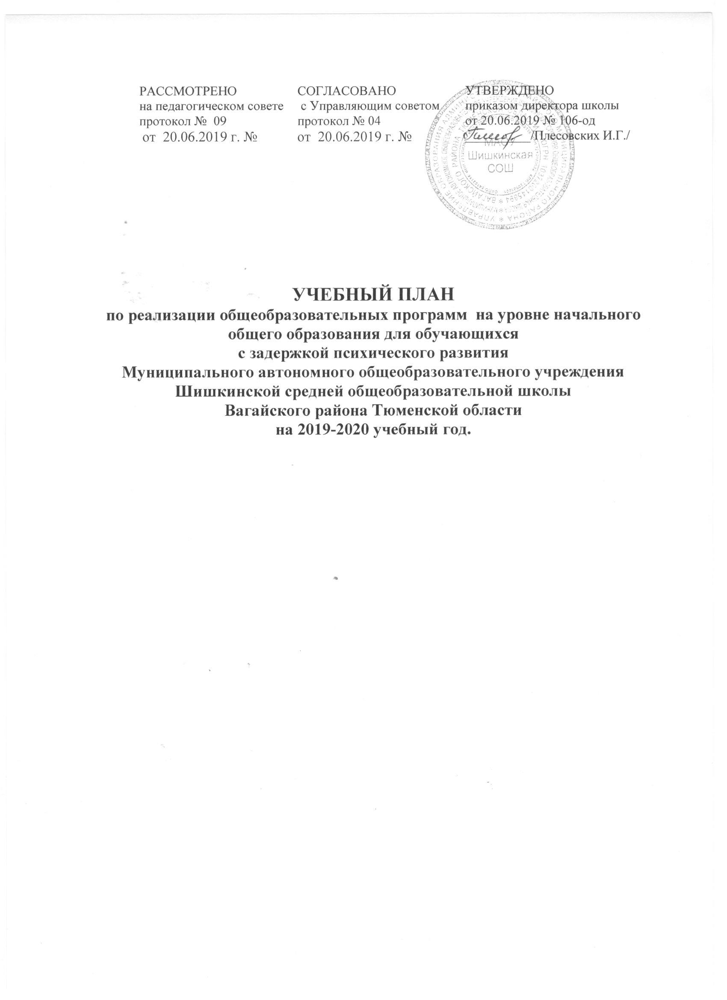 РАССМОТРЕНО
на педагогическом совете
протокол № 09
от 20.06.2019 г. №
СОГЛАСОВАНО
с Управляющим советом
протокол № 04
от 20.06.2019 г. №
УТВЕРЖДЕНО
приказом директора школы
от 20.06.2019 № 106-од
/Плесовских И.Г./
МАОУ
Шишкинская
СОШ
УЧЕБНЫЙ ПЛАН
по реализации общеобразовательных программ на уровне начального
общего образования для обучающихся
с задержкой психического развития
Муниципального автономного общеобразовательного учреждения
Шишкинской средней общеобразовательной школы
Вагайского района Тюменской области
на 2019-2020 учебный год.